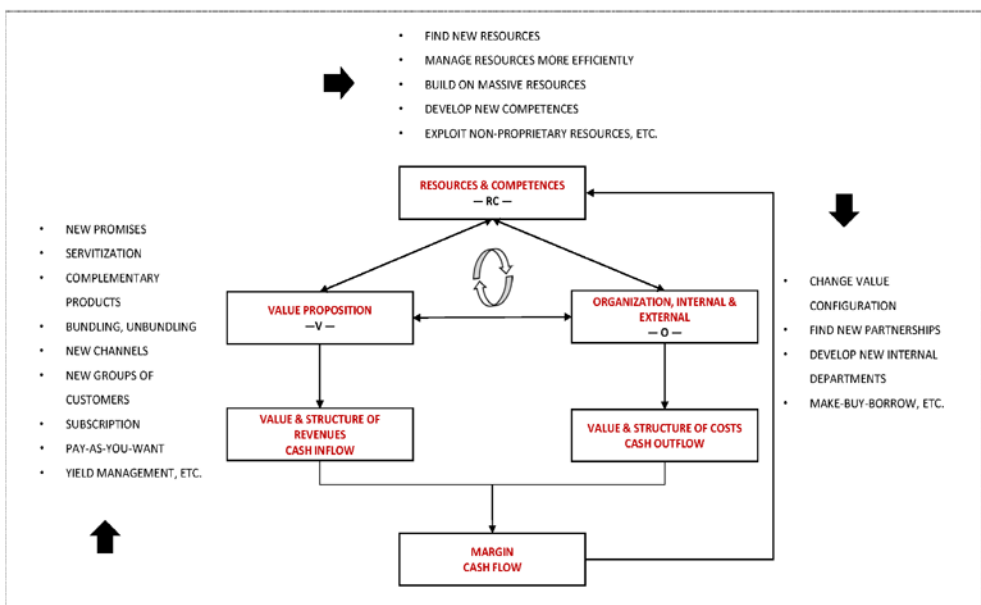 • FIND NEW RESOURCES
• MANAGE RESOURCES MORE EFFICIENTLY
• BUILD ON MASSIVE RESOURCES
• DEVELOP NEW COMPETENCES
• EXPLOIT NON-PROPRIETARY RESOURCES, ETC.
RESOURCES & COMPETENCES
— RC —
• NEW PROMISES
• SERVITIZATION
• COMPLEMENTARY
PRODUCTS
• BUNDLING, UNBUNDLING
• NEW CHANNELS
• NEW GROUPS OF
CUSTOMERS
• SUBSCRIPTION
• PAY-AS-YOU-WANT
• YIELD MANAGEMENT, ETC.
VALUE PROPOSITION
—V —
ORGANIZATION, INTERNAL &
EXTERNAL
— O —
• CHANGE VALUE
CONFIGURATION
• FIND NEW PARTNERSHIPS
• DEVELOP NEW INTERNAL
DEPARTMENTS
• MAKE-BUY-BORROW, ETC.
VALUE & STRUCTURE OF
REVENUES
CASH INFLOW
VALUE & STRUCTURE OF COSTS
CASH OUTFLOW
MARGIN
CASH FLOW